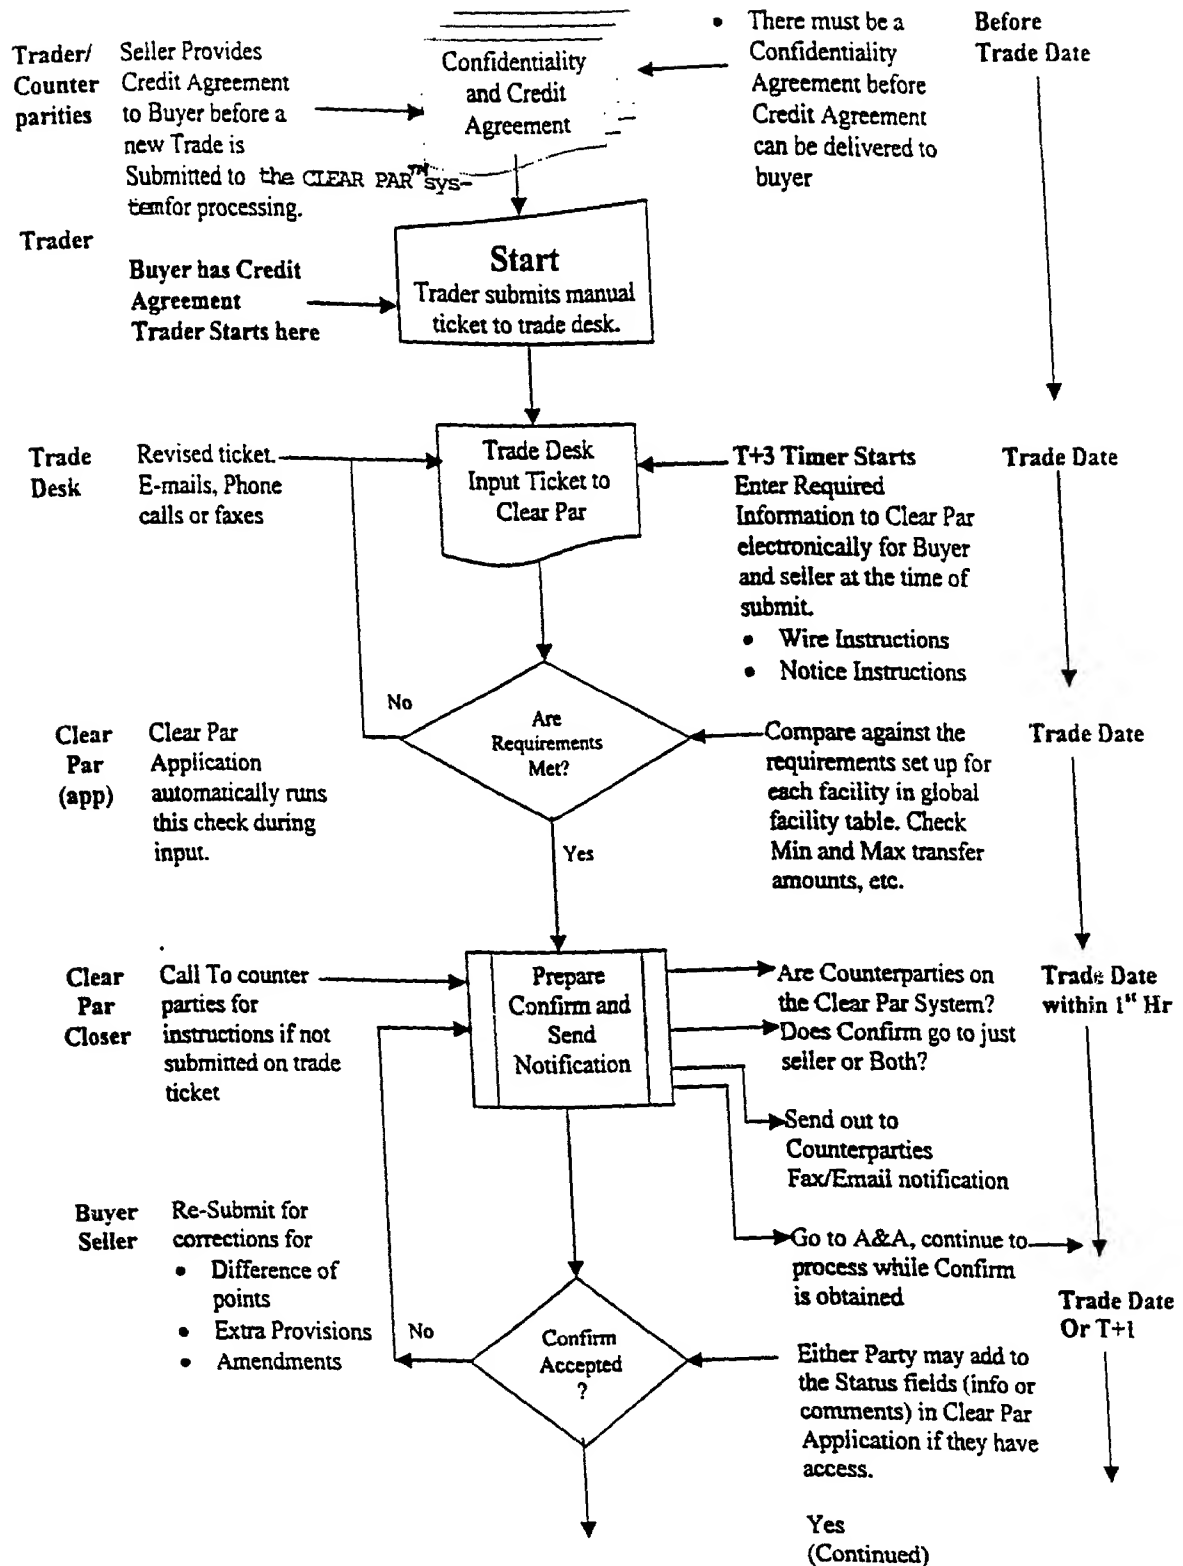 Trader/
Counter
parities
Seller Provides
Credit Agreement
to Buyer before a
new Trade is
Submitted to the CLEAR PAR™ sys-
temfor processing.
Confidentiality
and Credit
Agreement
• There must be a
Confidentiality
Agreement before
Credit Agreement
can be delivered to
buyer
Before
Trade Date
Trader
Buyer has Credit
Agreement
Trader Starts here
Start
Trader submits manual
ticket to trade desk.
Trade
Desk
Revised ticket.
E-mails, Phone
calls or faxes
Trade Desk
Input Ticket to
Clear Par
T+3 Timer Starts
Enter Required
Information to Clear Par
electronically for Buyer
and seller at the time of
submit.
• Wire Instructions
• Notice Instructions
Trade Date
No
Clear
Par
(app)
Clear Par
Application
automatically runs
this check during
input.
Are
Requirements
Met?
Compare against the
requirements set up for
each facility in global
facility table. Check
Min and Max transfer
amounts, etc.
Trade Date
Yes
Clear
Par
Closer
Call To counter
parties for
instructions if not
submitted on trade
ticket
Prepare
Confirm and
Send
Notification
Are Counterparties on
the Clear Par System?
Does Confirm go to just
seller or Both?
Send out to
Counterparties
Fax/Email notification
Go to A&A, continue to
process while Confirm
is obtained
Trade Date
within 1st Hr
Buyer
Seller
Re-Submit for
corrections for
• Difference of
points
• Extra Provisions
• Amendments
No
Confirm
Accepted
?
Either Party may add to
the Status fields (info or
comments) in Clear Par
Application if they have
access.
Trade Date
Or T+1
Yes
(Continued)